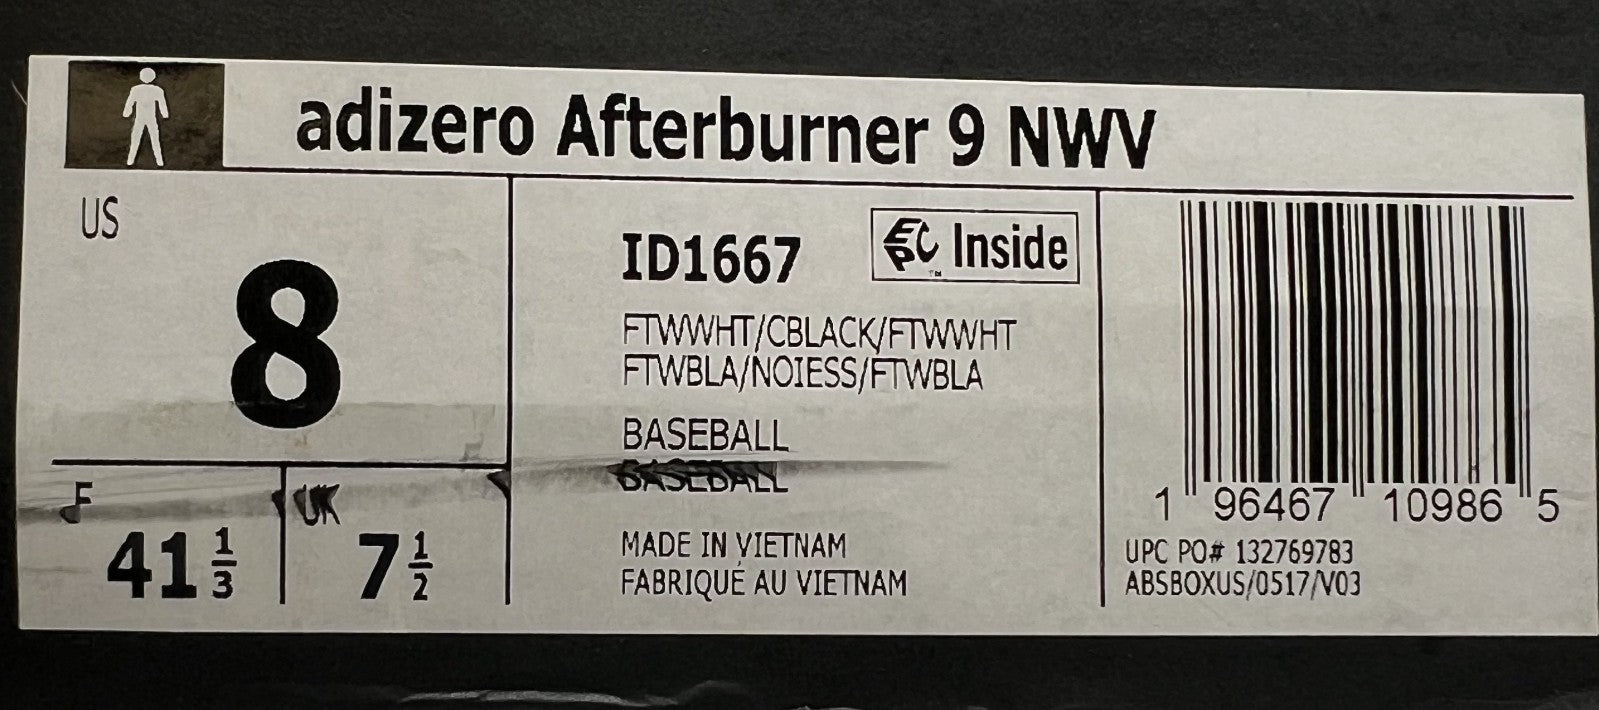 adizero Afterburner 9 NWV
US
8
F
41 1/3
UK
7 1/2
ID1667
EPC Inside
TM
FTWWHT/CBLACK/FTWWHT
FTWBLA/NOIESS/FTWBLA
BASEBALL
BASEBALL
MADE IN VIETNAM
FABRIQUÉ AU VIETNAM
1 96467 10986 5
UPC PO# 132769783
ABSBOXUS/0517/V03